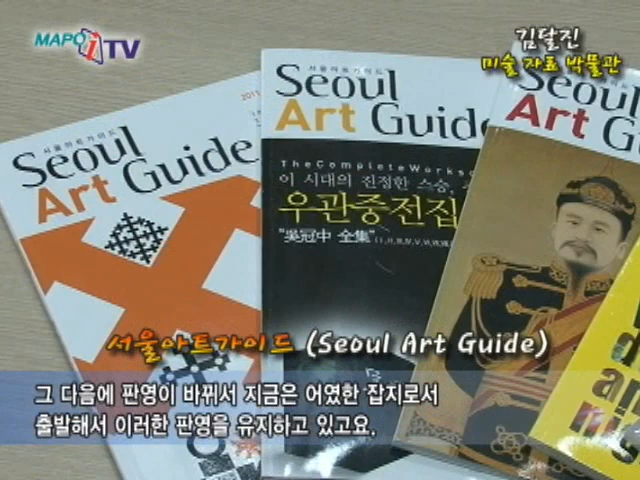 MAPO i TV
김달진
미술 자료 박물관
서울아트가이드
Seoul
Art Guide
2011
서울아트가이드
Seoul
Art Guide
The Complete Works
이 시대의 진정한 스승,
우관중전집
"吳冠中 全集"
Seoul
Art Guide
서울아트가이드 (Seoul Art Guide)
그 다음에 판영이 바뀌서 지금은 어엿한 잡지로서
출발해서 이러한 판영을 유지하고 있고요.